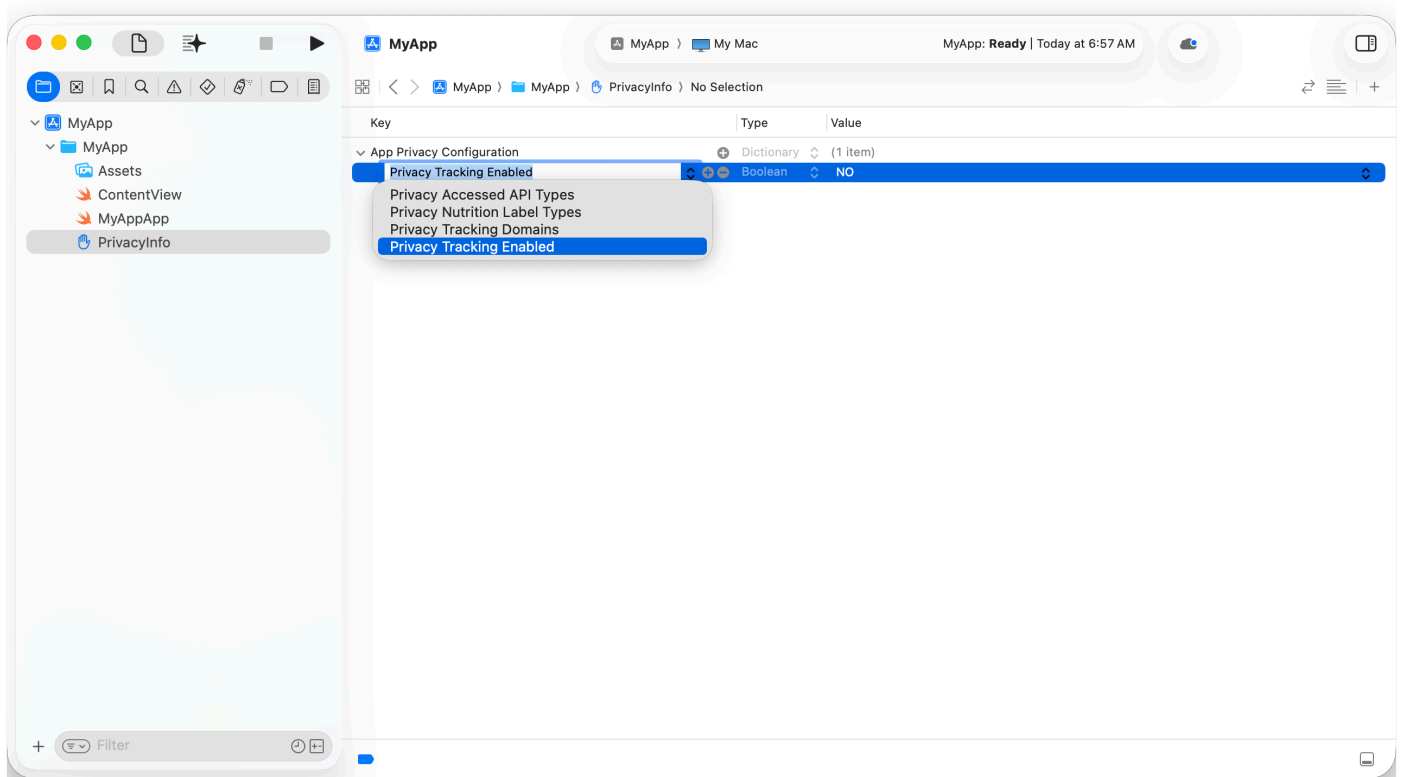 MyApp
MyApp 〉 My Mac
MyApp: Ready | Today at 6:57 AM
MyApp 〉 MyApp 〉 PrivacyInfo 〉 No Selection
MyApp
MyApp
Assets
ContentView
MyAppApp
PrivacyInfo
Filter
Key Type Value
App Privacy Configuration Dictionary (1 item)
Privacy Tracking Enabled Boolean NO
Privacy Accessed API Types
Privacy Nutrition Label Types
Privacy Tracking Domains
Privacy Tracking Enabled